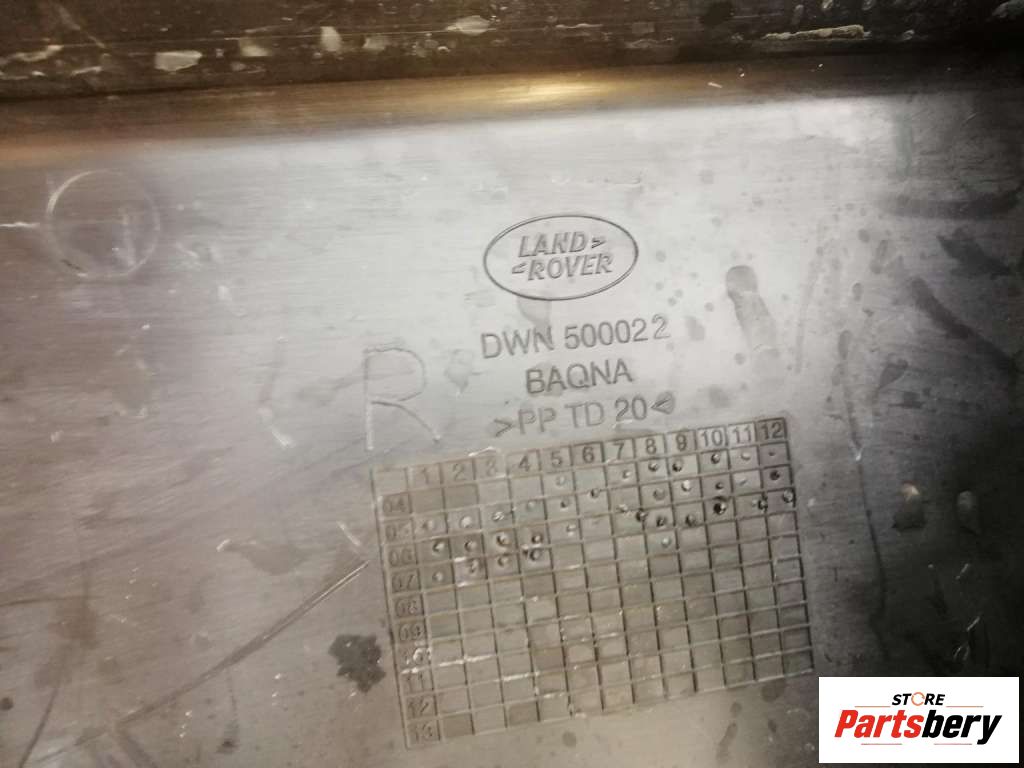 LAND
ROVER
DWN 500022
BAQNA
>PP TD 20<
R
1 2 3 4 5 6 7 8 9 10 11 12
04
05
06
07
08
09
10
11
12
13
STORE
Partsbery